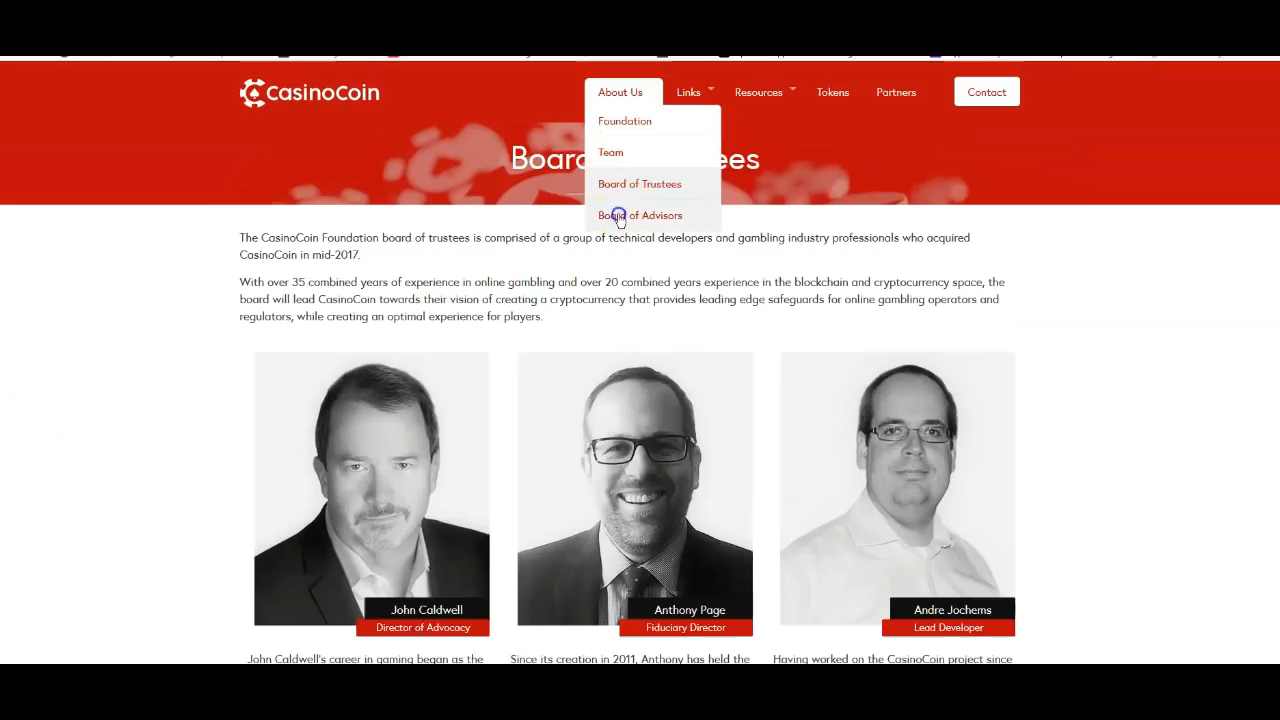 CasinoCoin
About Us
Links
Resources
Tokens
Partners
Contact
Foundation
Team
Board of Trustees
Board of Advisors
The CasinoCoin Foundation board of trustees is comprised of a group of technical developers and gambling industry professionals who acquired
CasinoCoin in mid-2017.
With over 35 combined years of experience in online gambling and over 20 combined years experience in the blockchain and cryptocurrency space, the
board will lead CasinoCoin towards their vision of creating a cryptocurrency that provides leading edge safeguards for online gambling operators and
regulators, while creating an optimal experience for players.
John Caldwell
Director of Advocacy
Anthony Page
Fiduciary Director
Andre Jochems
Lead Developer
John Caldwell's career in gaming began as the
Since its creation in 2011, Anthony has held the
Having worked on the CasinoCoin project since